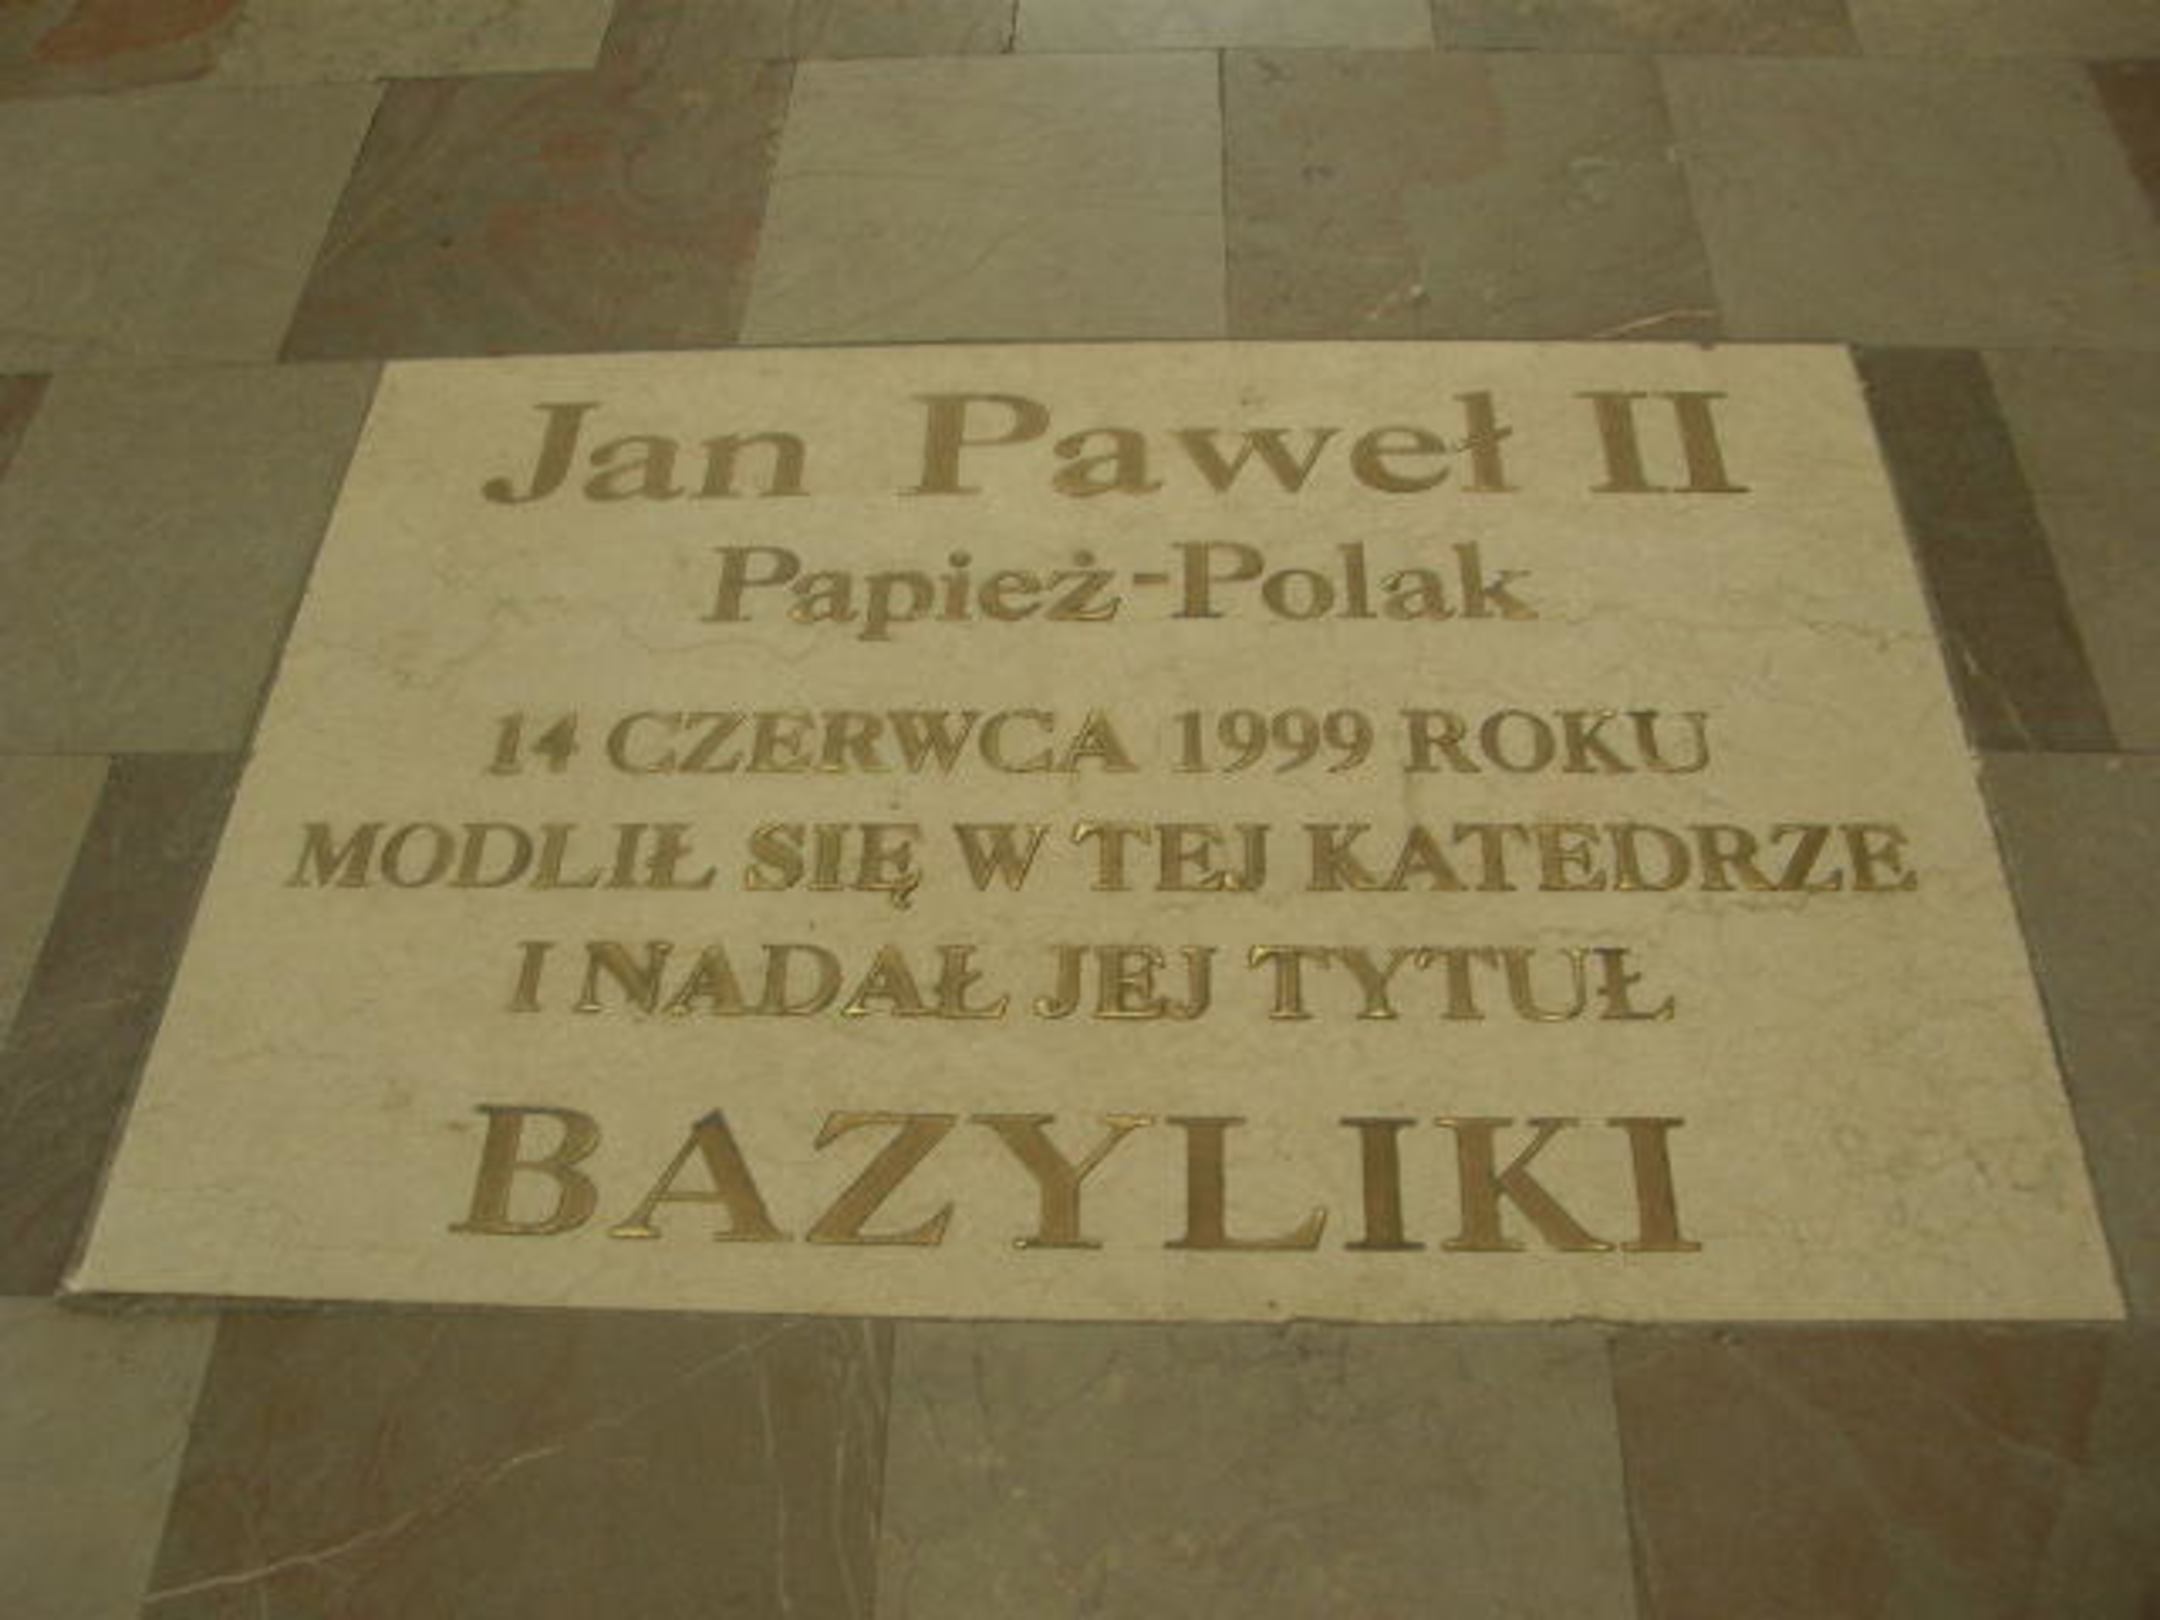 Jan Paweł II
Papież-Polak
14 CZERWCA 1999 ROKU
MODLIŁ SIĘ W TEJ KATEDRZE
I NADAŁ JEJ TYTUŁ
BAZYLIKI